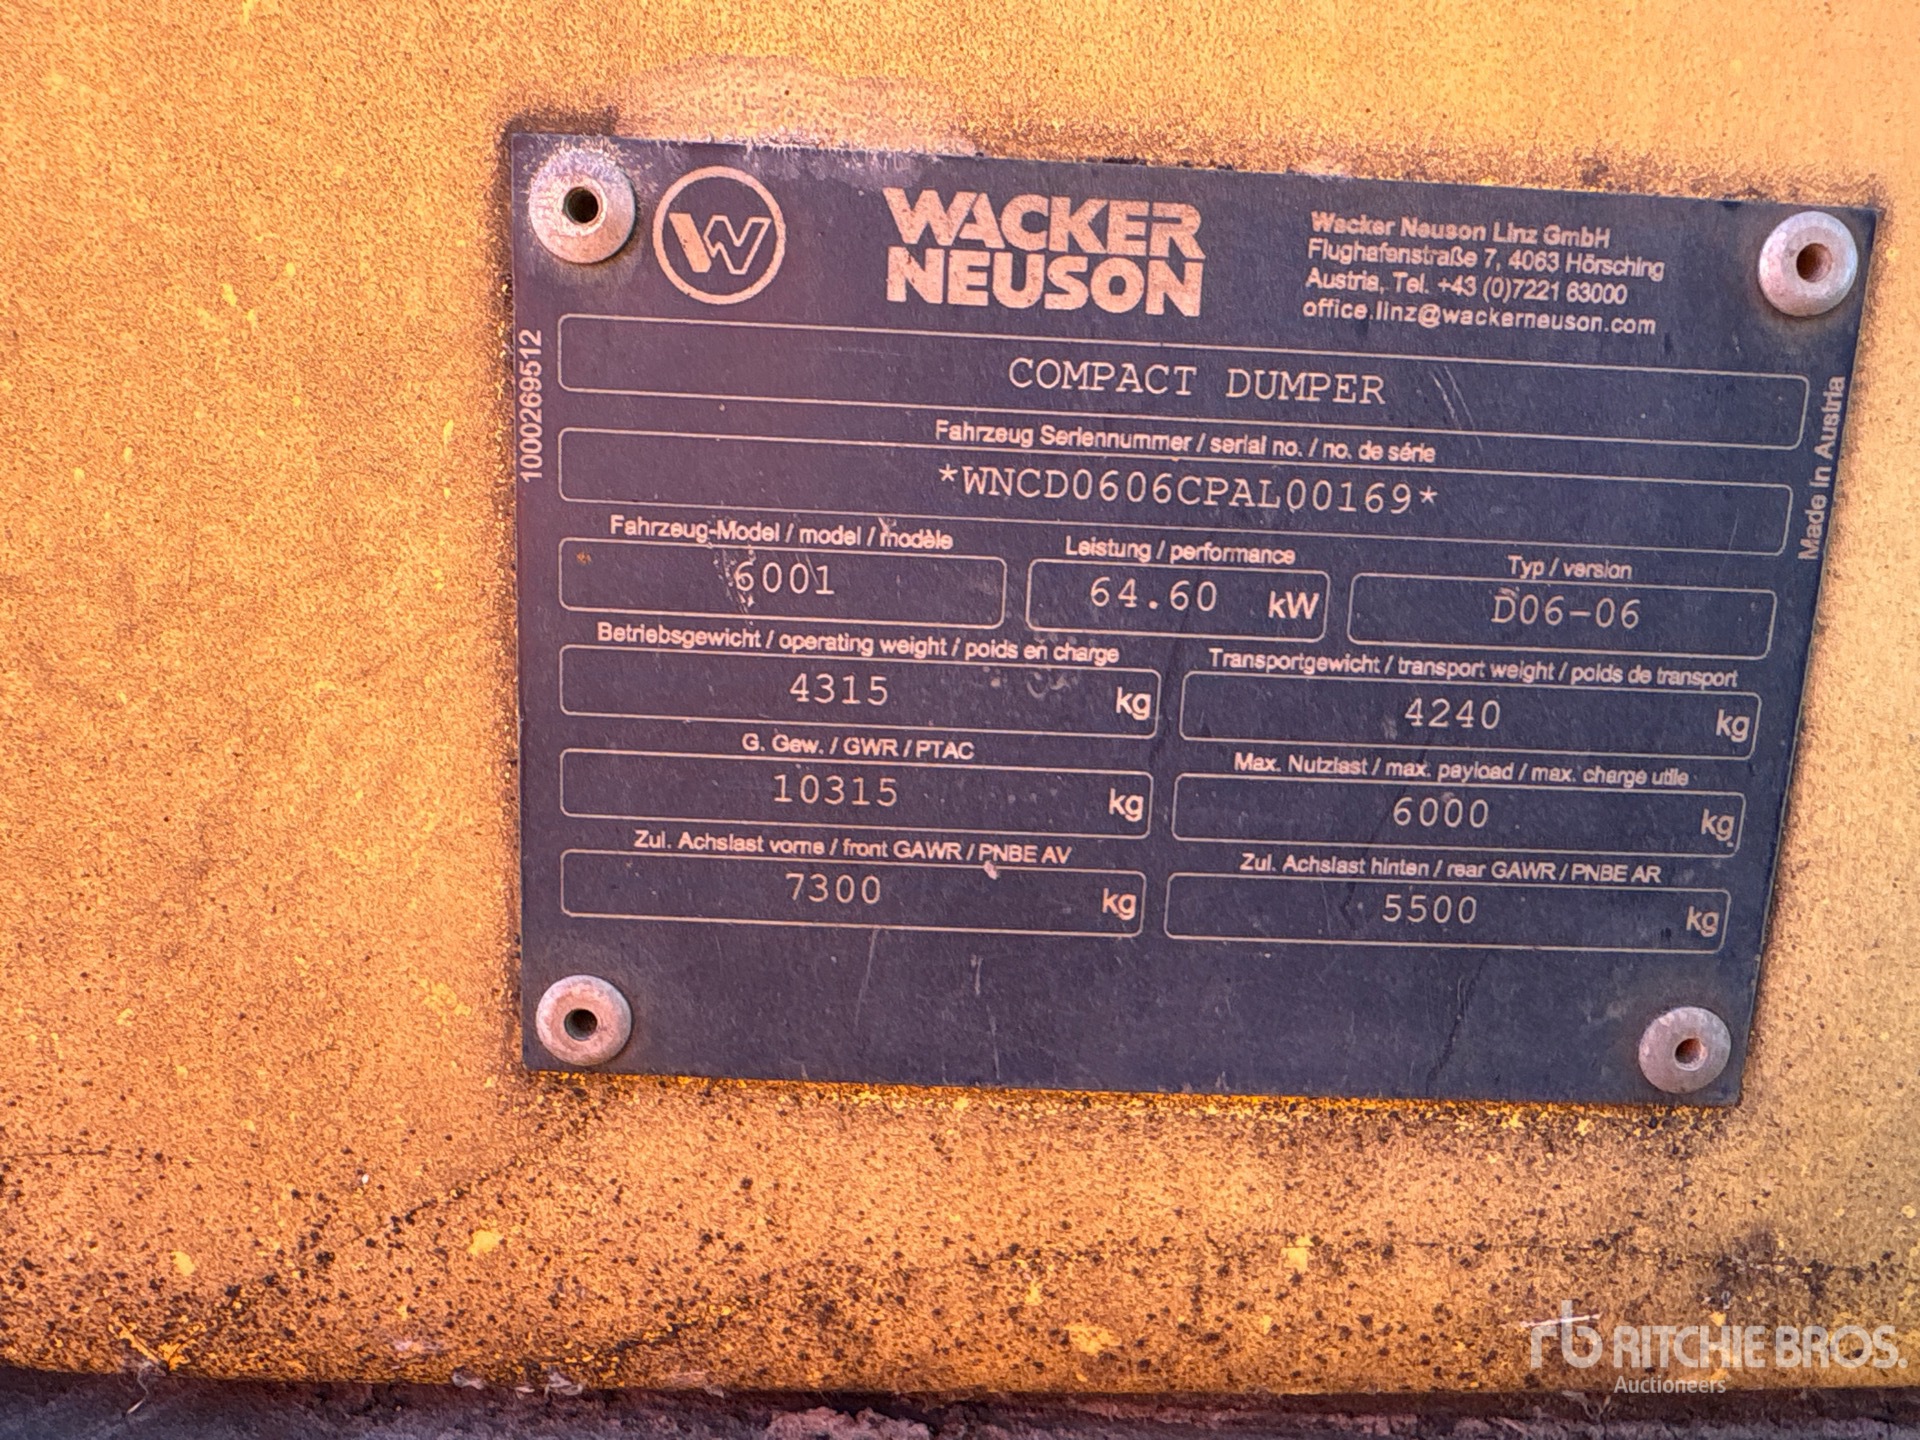 W
WACKER
NEUSON
Wacker Neuson Linz GmbH
Flughafenstraße 7, 4063 Hörsching
Austria, Tel. +43 (0)7221 63000
office.linz@wackerneuson.com
1000269512
Made in Austria
COMPACT DUMPER
Fahrzeug Seriennummer / serial no. / no. de série
*WNCD0606CPAL00169*
Fahrzeug-Model / model / modèle
6001
Leistung / performance
64.60 kW
Typ / version
D06-06
Betriebsgewicht / operating weight / poids en charge
4315 kg
Transportgewicht / transport weight / poids de transport
4240 kg
G. Gew. / GWR / PTAC
10315 kg
Max. Nutzlast / max. payload / max. charge utile
6000 kg
Zul. Achslast vorne / front GAWR / PNBE AV
7300 kg
Zul. Achslast hinten / rear GAWR / PNBE AR
5500 kg
rb RITCHIE BROS.
Auctioneers